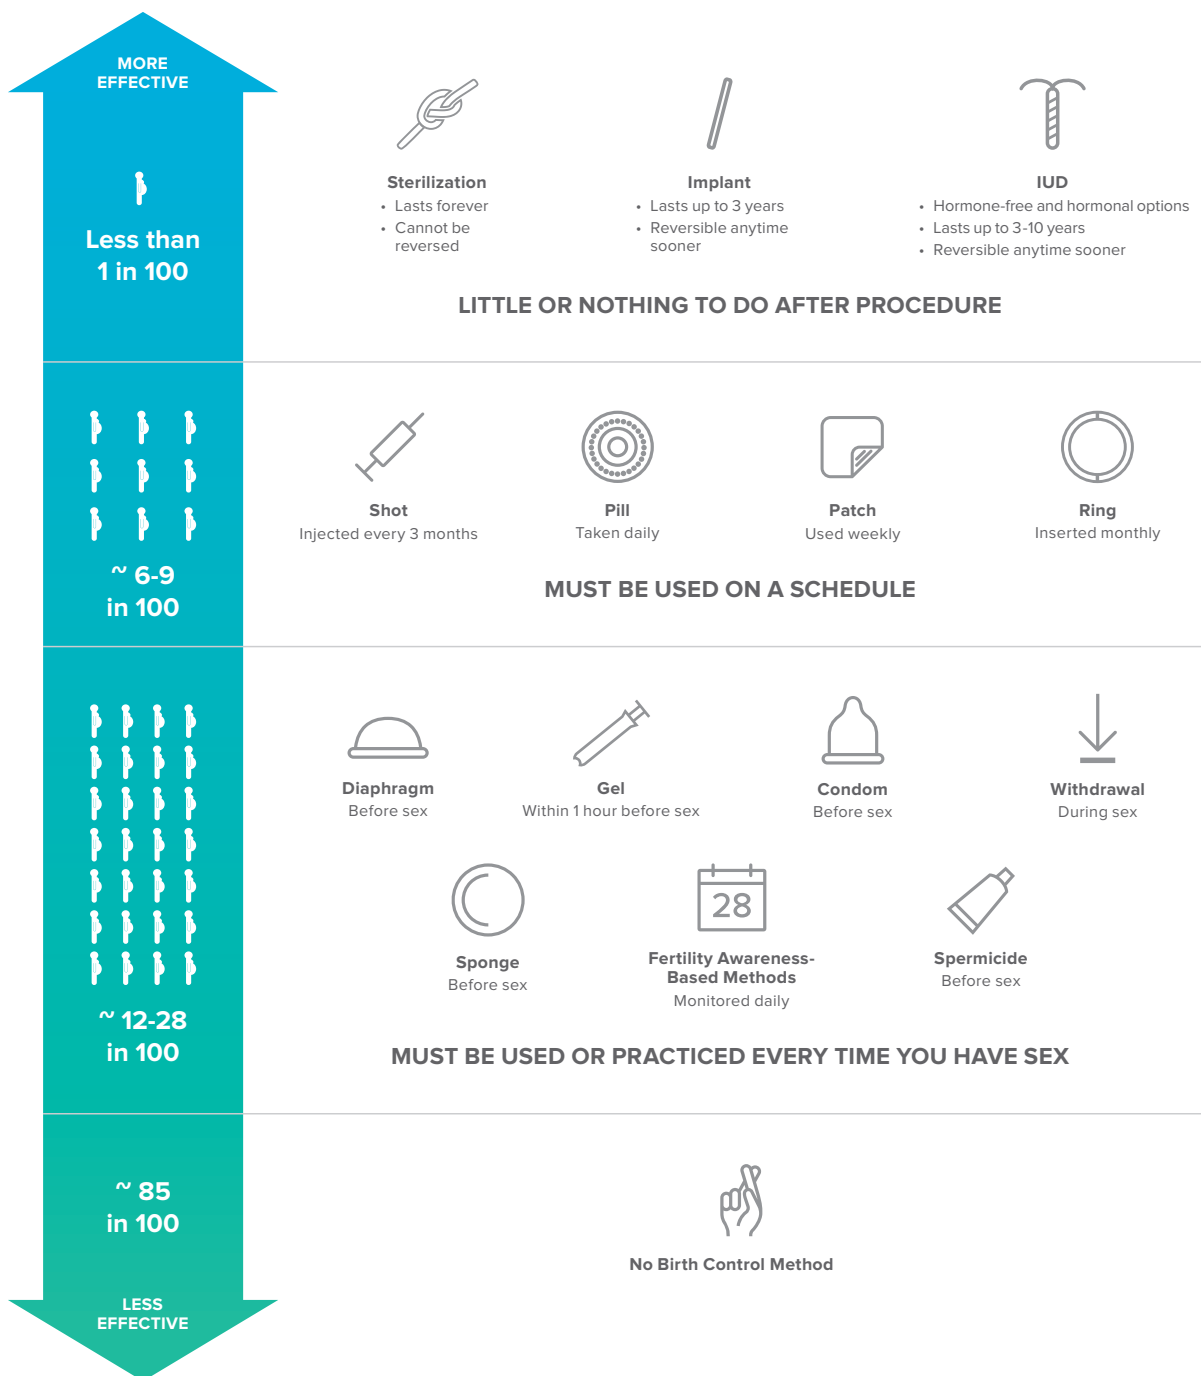 MORE
EFFECTIVE
Less than
1 in 100
Sterilization
• Lasts forever
• Cannot be
reversed
Implant
• Lasts up to 3 years
• Reversible anytime
sooner
IUD
• Hormone-free and hormonal options
• Lasts up to 3-10 years
• Reversible anytime sooner
LITTLE OR NOTHING TO DO AFTER PROCEDURE
~ 6-9
in 100
Shot
Injected every 3 months
Pill
Taken daily
Patch
Used weekly
Ring
Inserted monthly
MUST BE USED ON A SCHEDULE
~ 12-28
in 100
Diaphragm
Before sex
Gel
Within 1 hour before sex
Condom
Before sex
Withdrawal
During sex
Sponge
Before sex
28
Fertility Awareness-
Based Methods
Monitored daily
Spermicide
Before sex
MUST BE USED OR PRACTICED EVERY TIME YOU HAVE SEX
~ 85
in 100
No Birth Control Method
LESS
EFFECTIVE